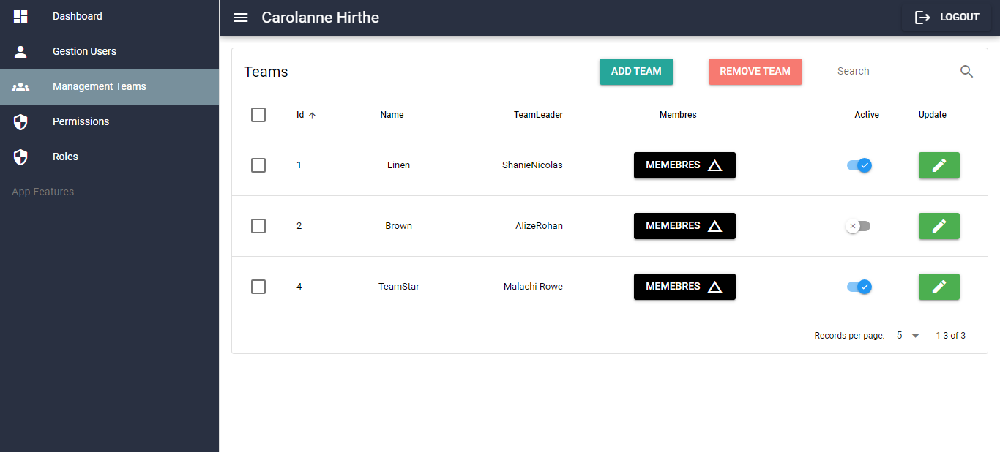 Dashboard
Gestion Users
Management Teams
Permissions
Roles
App Features
Carolanne Hirthe
LOGOUT
Teams
ADD TEAM
REMOVE TEAM
Search
Id Name TeamLeader Membres Active Update
1 Linen ShanieNicolas MEMEBRES
2 Brown AlizeRohan MEMEBRES
4 TeamStar Malachi Rowe MEMEBRES
Records per page: 5 1-3 of 3